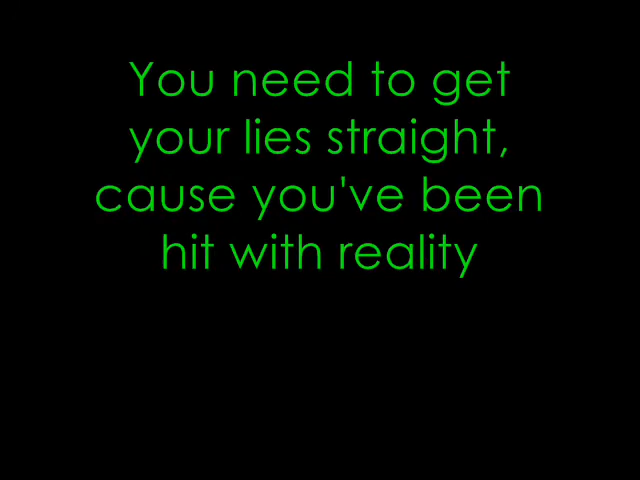 You need to get
your lies straight,
cause you've been
hit with reality